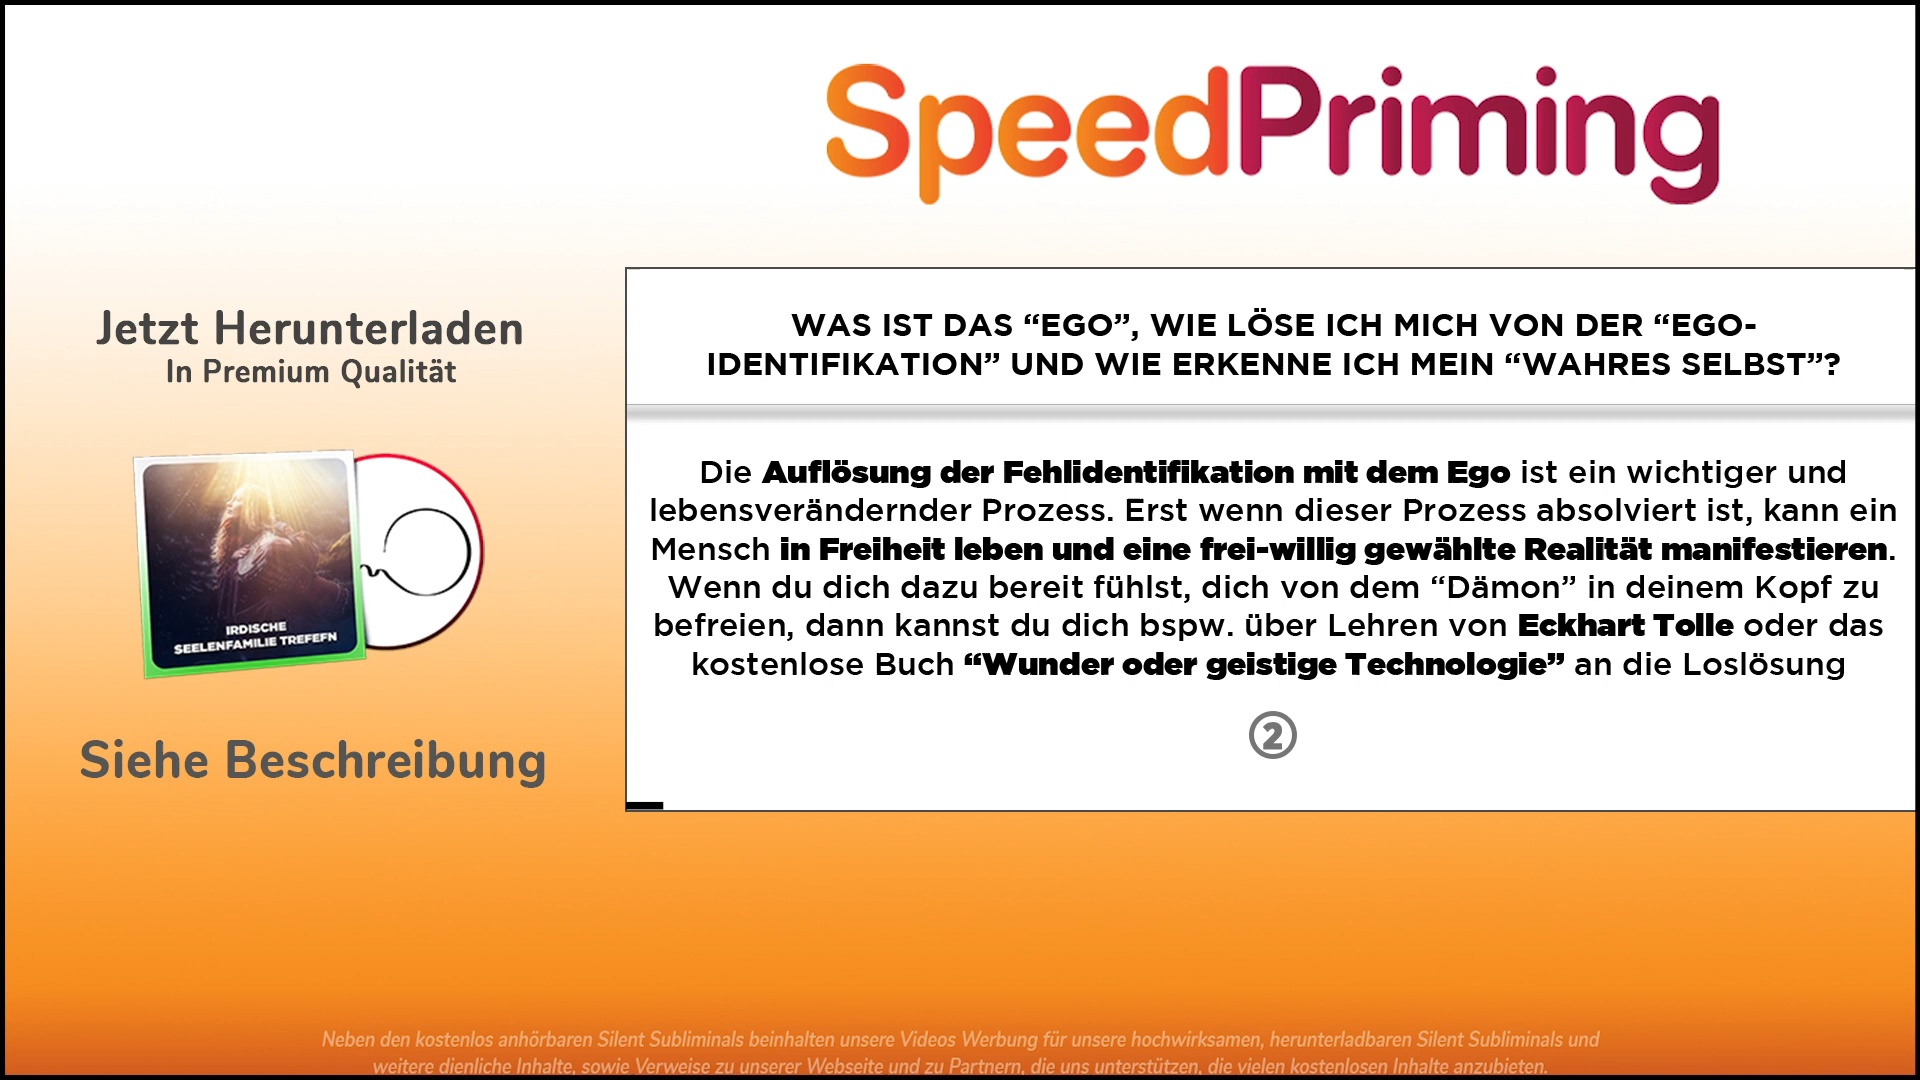 SpeedPriming
Jetzt Herunterladen
In Premium Qualität
IRDISCHE
SEELENFAMILIE TREFEFN
Siehe Beschreibung
WAS IST DAS “EGO”, WIE LÖSE ICH MICH VON DER “EGO-
IDENTIFIKATION” UND WIE ERKENNE ICH MEIN “WAHRES SELBST”?
Die Auflösung der Fehlidentifikation mit dem Ego ist ein wichtiger und
lebensverändernder Prozess. Erst wenn dieser Prozess absolviert ist, kann ein
Mensch in Freiheit leben und eine frei-willig gewählte Realität manifestieren.
Wenn du dich dazu bereit fühlst, dich von dem “Dämon” in deinem Kopf zu
befreien, dann kannst du dich bspw. über Lehren von Eckhart Tolle oder das
kostenlose Buch “Wunder oder geistige Technologie” an die Loslösung
②
Neben den kostenlos anhörbaren Silent Subliminals beinhalten unsere Videos Werbung für unsere hochwirksamen, herunterladbaren Silent Subliminals und
weitere dienliche Inhalte, sowie Verweise zu unserer Webseite und zu Partnern, die uns unterstützen, die vielen kostenlosen Inhalte anzubieten.